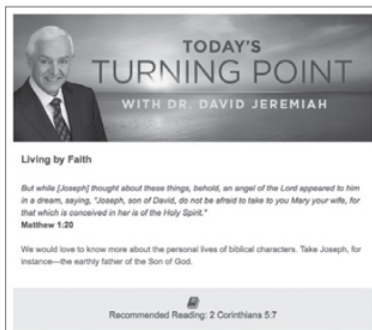 TODAY'S
TURNING POINT
WITH DR. DAVID JEREMIAH
Living by Faith
But while [Joseph] thought about these things, behold, an angel of the Lord appeared to him
in a dream, saying, "Joseph, son of David, do not be afraid to take to you Mary your wife, for
that which is conceived in her is of the Holy Spirit."
Matthew 1:20
We would love to know more about the personal lives of biblical characters. Take Joseph, for
instance—the earthly father of the Son of God.
Recommended Reading: 2 Corinthians 5:7